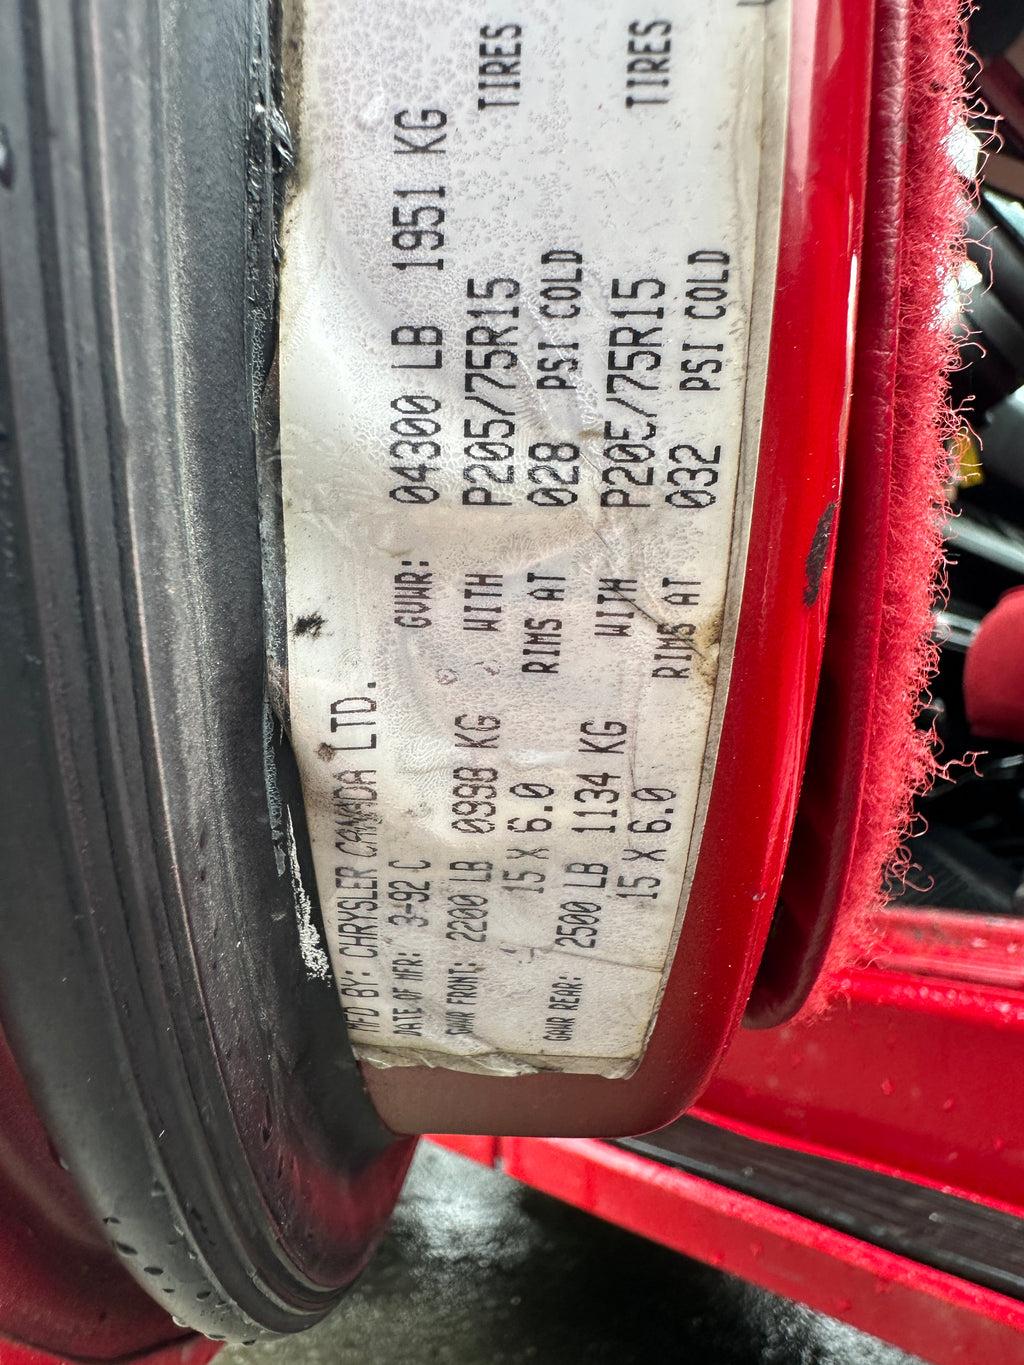 MFD BY: CHRYSLER CANADA LTD.
DATE OF MFR: 3-92 C GVWR: 04300 LB 1951 KG
GAWR FRONT: 2200 LB 0998 KG WITH P205/75R15 TIRES
15 X 6.0 RIMS AT 028 PSI COLD
GAWR REAR: 2500 LB 1134 KG WITH P205/75R15 TIRES
15 X 6.0 RIMS AT 032 PSI COLD